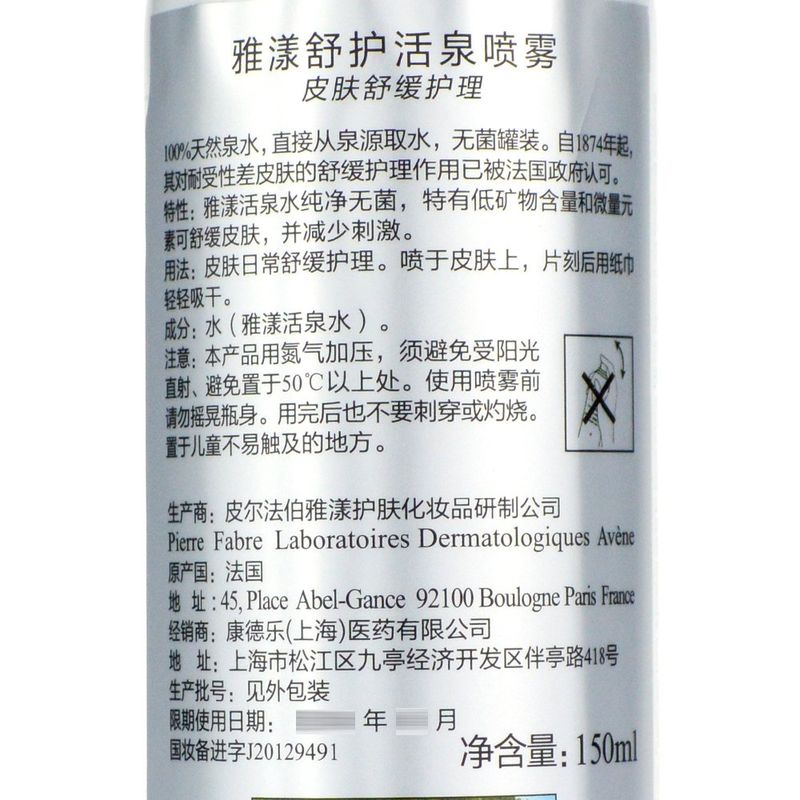 雅漾舒护活泉喷雾
皮肤舒缓护理
100%天然泉水，直接从泉源取水，无菌罐装。自1874年起，
其对耐受性差皮肤的舒缓护理作用已被法国政府认可。
特性：雅漾活泉水纯净无菌，特有低矿物含量和微量元
素可舒缓皮肤，并减少刺激。
用法：皮肤日常舒缓护理。喷于皮肤上，片刻后用纸巾
轻轻吸干。
成分：水（雅漾活泉水）。
注意：本产品用氮气加压，须避免受阳光
直射、避免置于50℃以上处。使用喷雾前
请勿摇晃瓶身。用完后也不要刺穿或灼烧。
置于儿童不易触及的地方。
生产商：皮尔法伯雅漾护肤化妆品研制公司
Pierre Fabre Laboratoires Dermatologiques Avène
原产国：法国
地 址：45, Place Abel-Gance 92100 Boulogne Paris France
经销商：康德乐(上海)医药有限公司
地 址：上海市松江区九亭经济开发区伴亭路418号
生产批号：见外包装
限期使用日期： 年 月
国妆备进字J20129491
净含量：150ml